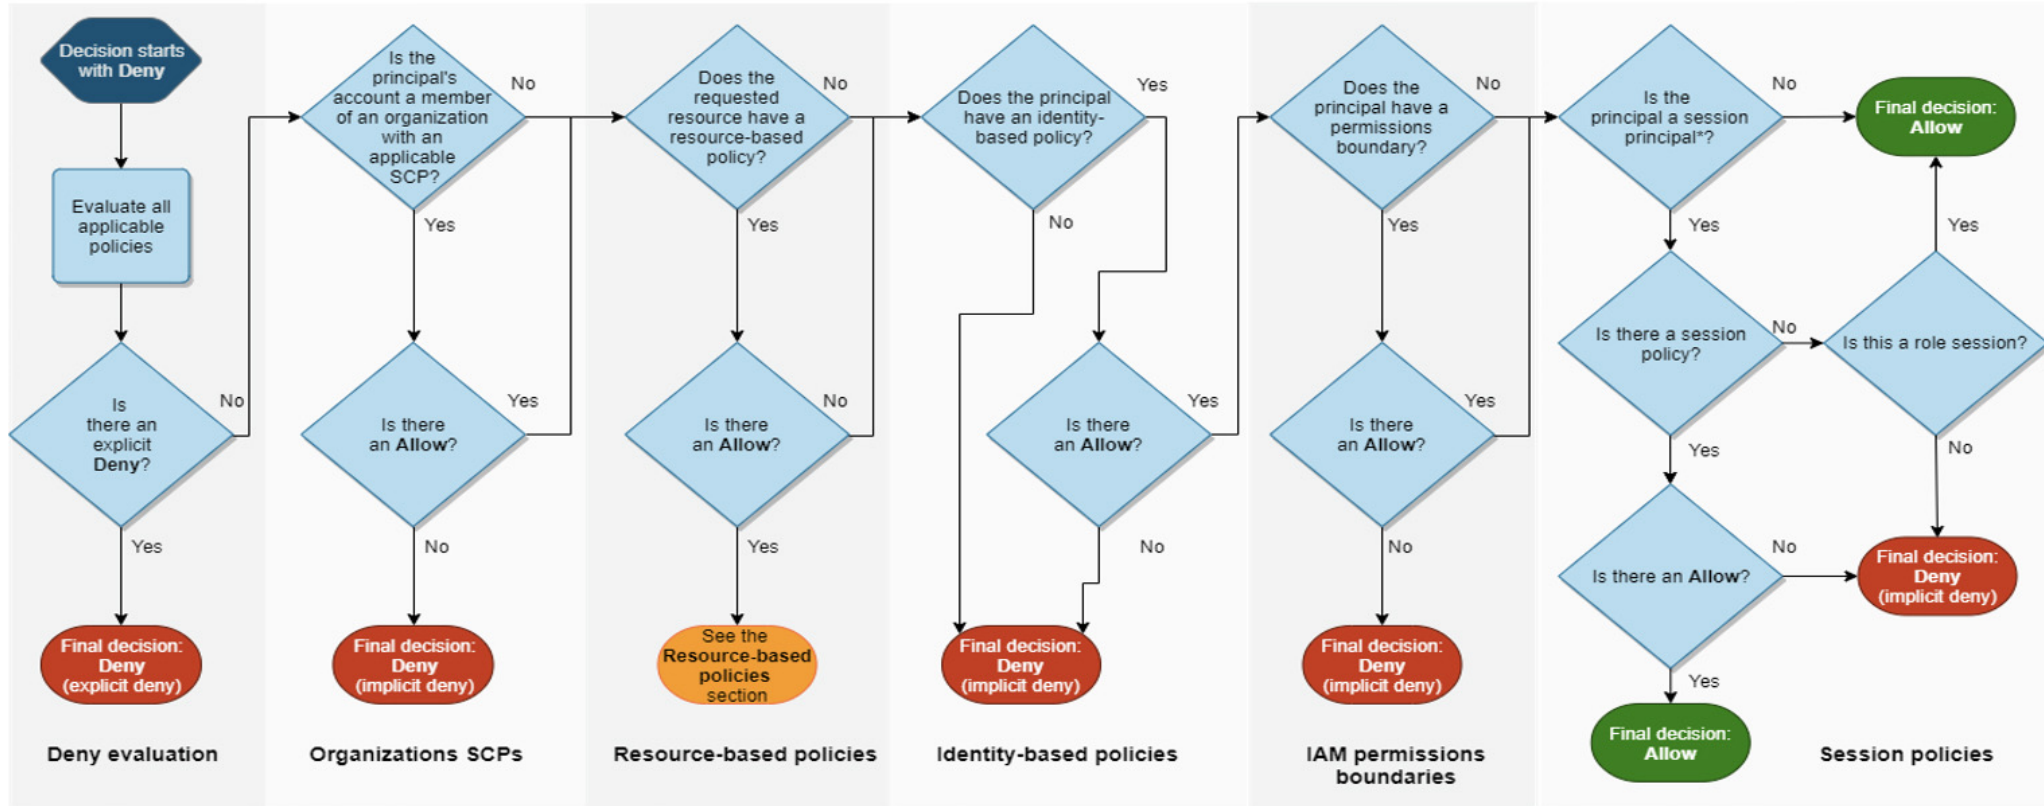 Decision starts
with Deny
Evaluate all
applicable
policies
Is
there an
explicit
Deny?
No
Yes
Final decision:
Deny
(explicit deny)
Deny evaluation
Is the
principal's
account a member
of an organization
with an
applicable
SCP?
No
Yes
Is there
an Allow?
Yes
No
Final decision:
Deny
(implicit deny)
Organizations SCPs
Does the
requested
resource have a
resource-based
policy?
No
Yes
Is there
an Allow?
No
Yes
See the
Resource-based
policies
section
Resource-based policies
Does the principal
have an identity-
based policy?
Yes
No
Is there
an Allow?
Yes
No
Final decision:
Deny
(implicit deny)
Identity-based policies
Does the
principal have a
permissions
boundary?
No
Yes
Is there
an Allow?
Yes
No
Final decision:
Deny
(implicit deny)
IAM permissions
boundaries
Is the
principal a session
principal*?
No
Final decision:
Allow
Yes
Is there a session
policy?
No
Is this a role session?
Yes
No
Yes
Is there an Allow?
No
Final decision:
Deny
(implicit deny)
Yes
Final decision:
Allow
Session policies